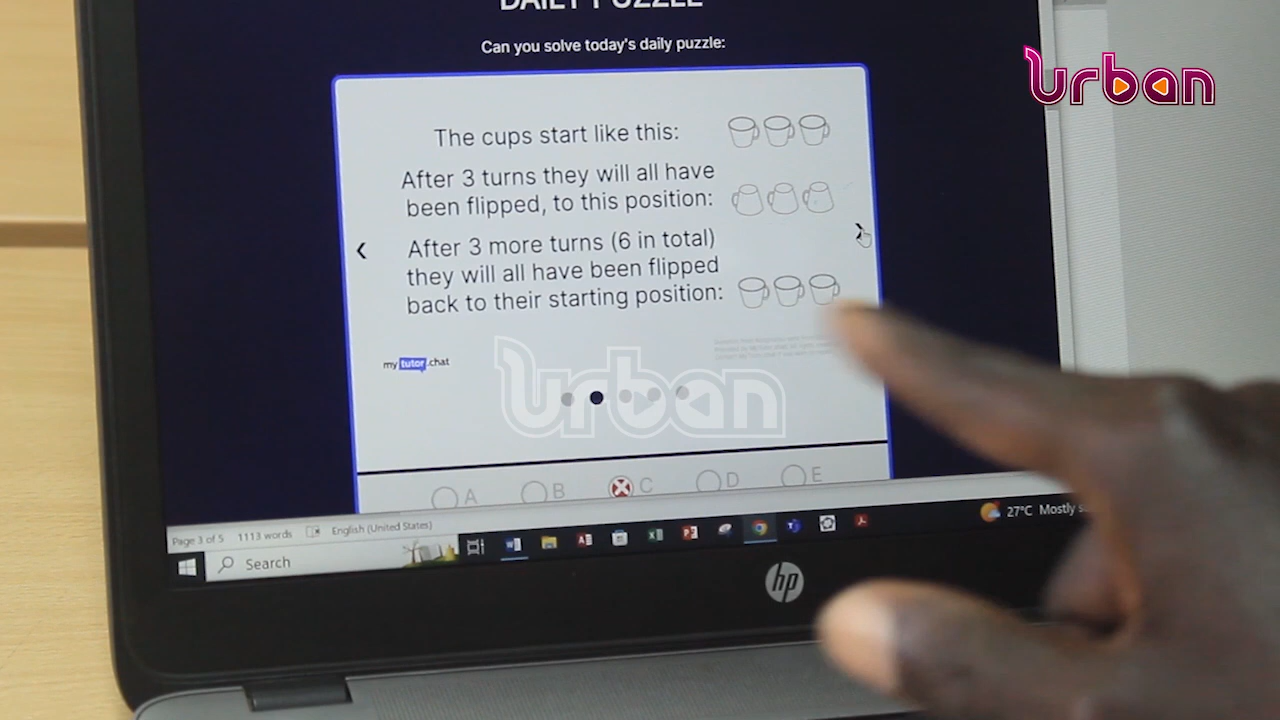 DAILY PUZZLE
Can you solve today's daily puzzle:
urban
The cups start like this:
After 3 turns they will all have
been flipped, to this position:
After 3 more turns (6 in total)
they will all have been flipped
back to their starting position:
my tutor.chat
urban
A B C D E
Page 3 of 5 1113 words English (United States)
Search
27°C Mostly
hp